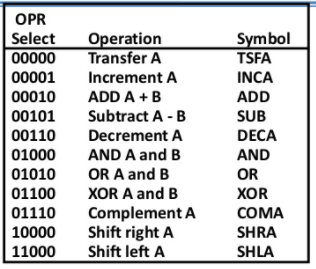 OPR
Select Operation Symbol
00000 Transfer A TSFA
00001 Increment A INCA
00010 ADD A + B ADD
00101 Subtract A - B SUB
00110 Decrement A DECA
01000 AND A and B AND
01010 OR A and B OR
01100 XOR A and B XOR
01110 Complement A COMA
10000 Shift right A SHRA
11000 Shift left A SHLA